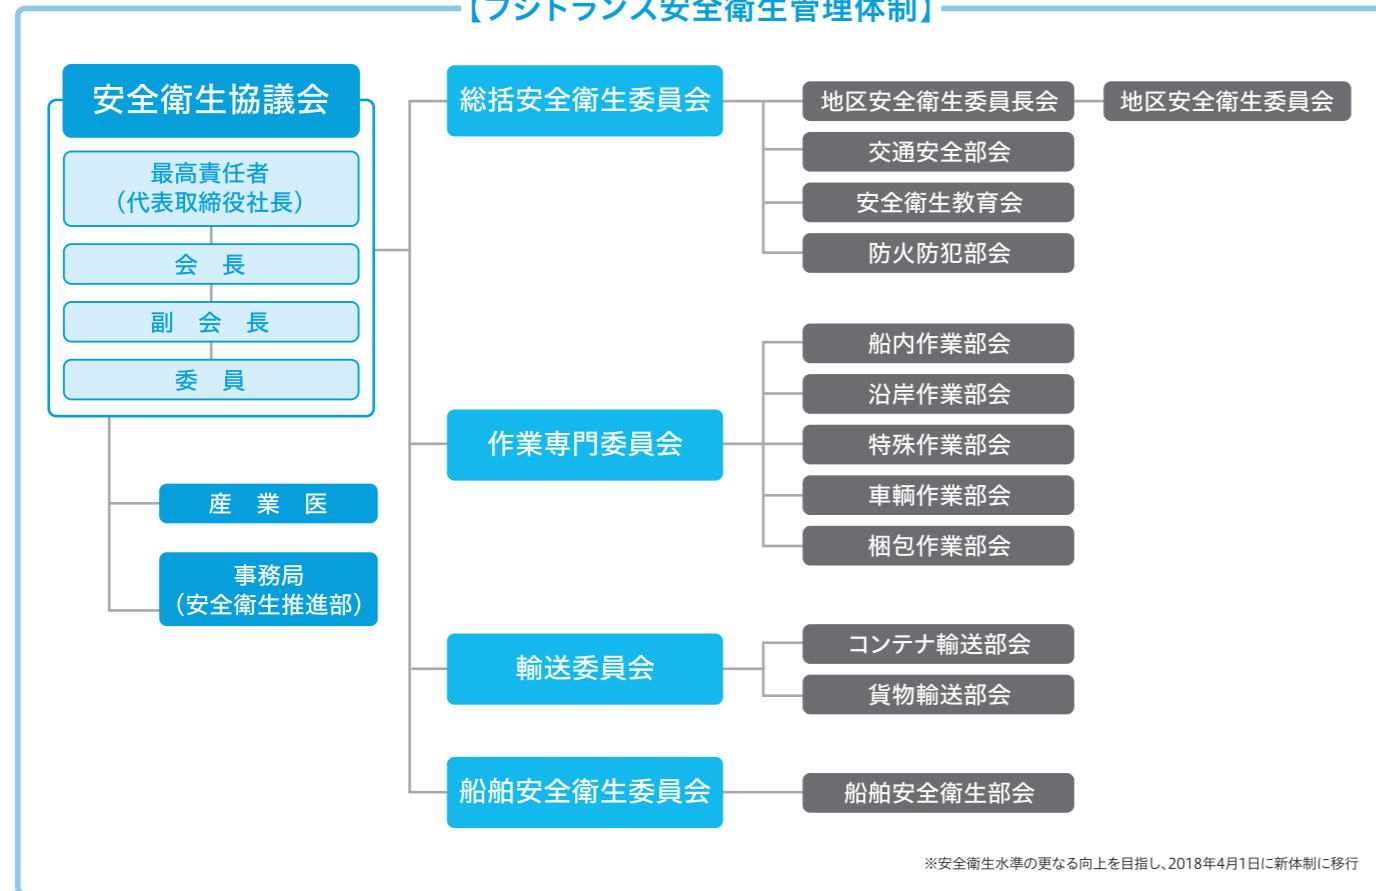 【フジトランス安全衛生管理体制】
安全衛生協議会
最高責任者
（代表取締役社長）
会　長
副　会　長
委　員
産　業　医
事務局
（安全衛生推進部）
総括安全衛生委員会
地区安全衛生委員長会
地区安全衛生委員会
交通安全部会
安全衛生教育会
防火防犯部会
作業専門委員会
船内作業部会
沿岸作業部会
特殊作業部会
車輌作業部会
梱包作業部会
輸送委員会
コンテナ輸送部会
貨物輸送部会
船舶安全衛生委員会
船舶安全衛生部会
※安全衛生水準の更なる向上を目指し、2018年4月1日に新体制に移行